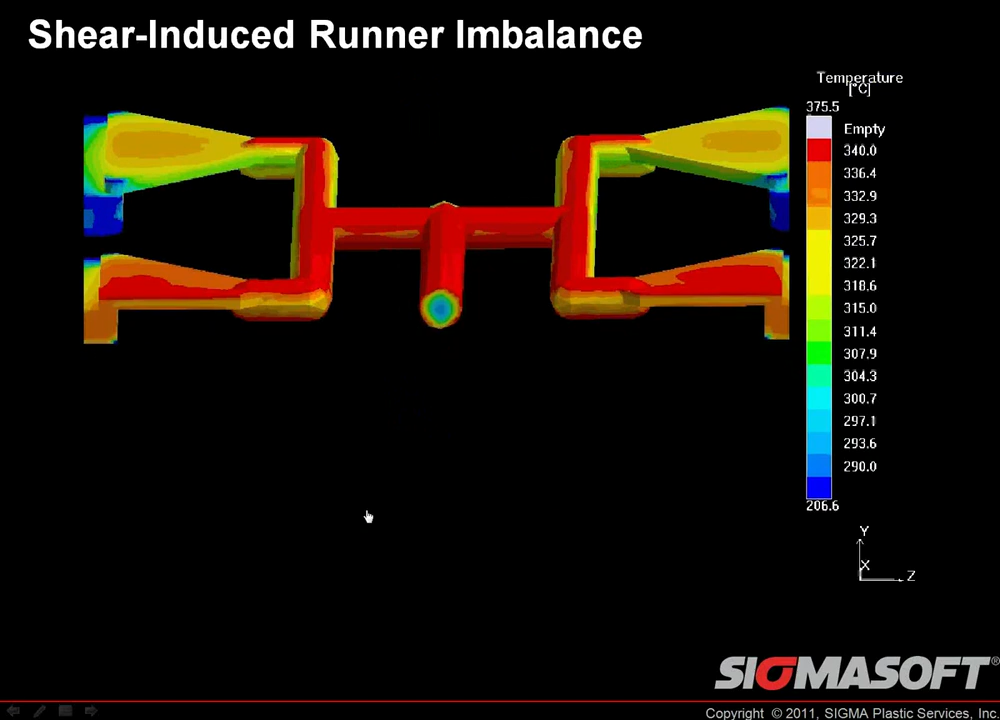 Shear-Induced Runner Imbalance
Temperature
[°C]
375.5
Empty
340.0
336.4
332.9
329.3
325.7
322.1
318.6
315.0
311.4
307.9
304.3
300.7
297.1
293.6
290.0
206.6
Y
X
Z
SIGMASOFT®
Copyright © 2011, SIGMA Plastic Services, Inc.